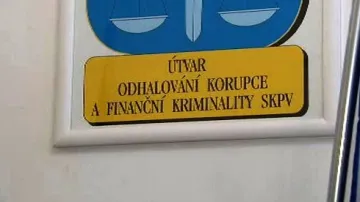 ÚTVAR
ODHALOVÁNÍ KORUPCE
A FINANČNÍ KRIMINALITY SKPV